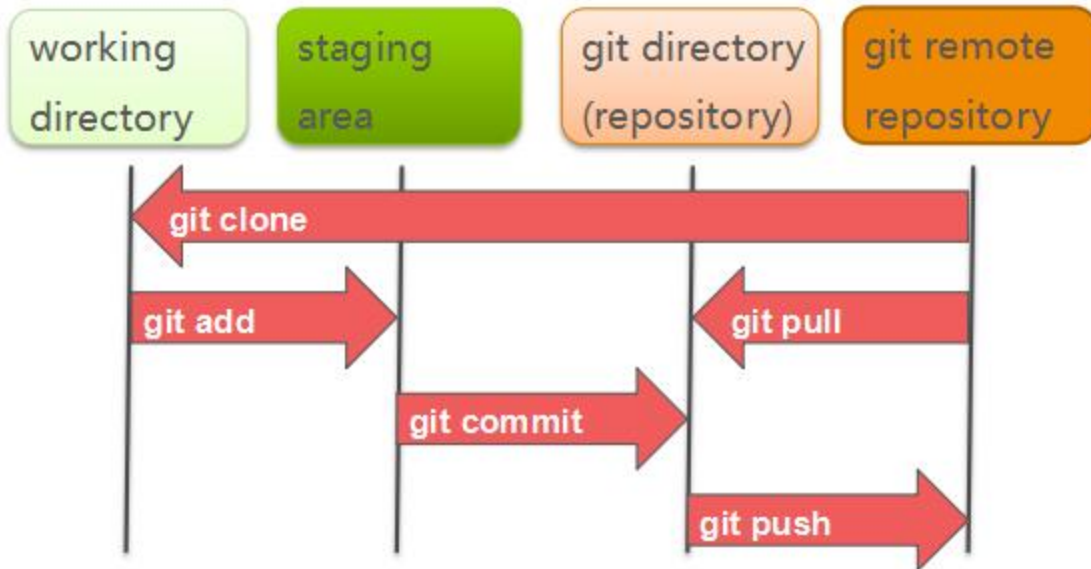 working
directory
staging
area
git directory
(repository)
git remote
repository
git clone
git add
git pull
git commit
git push